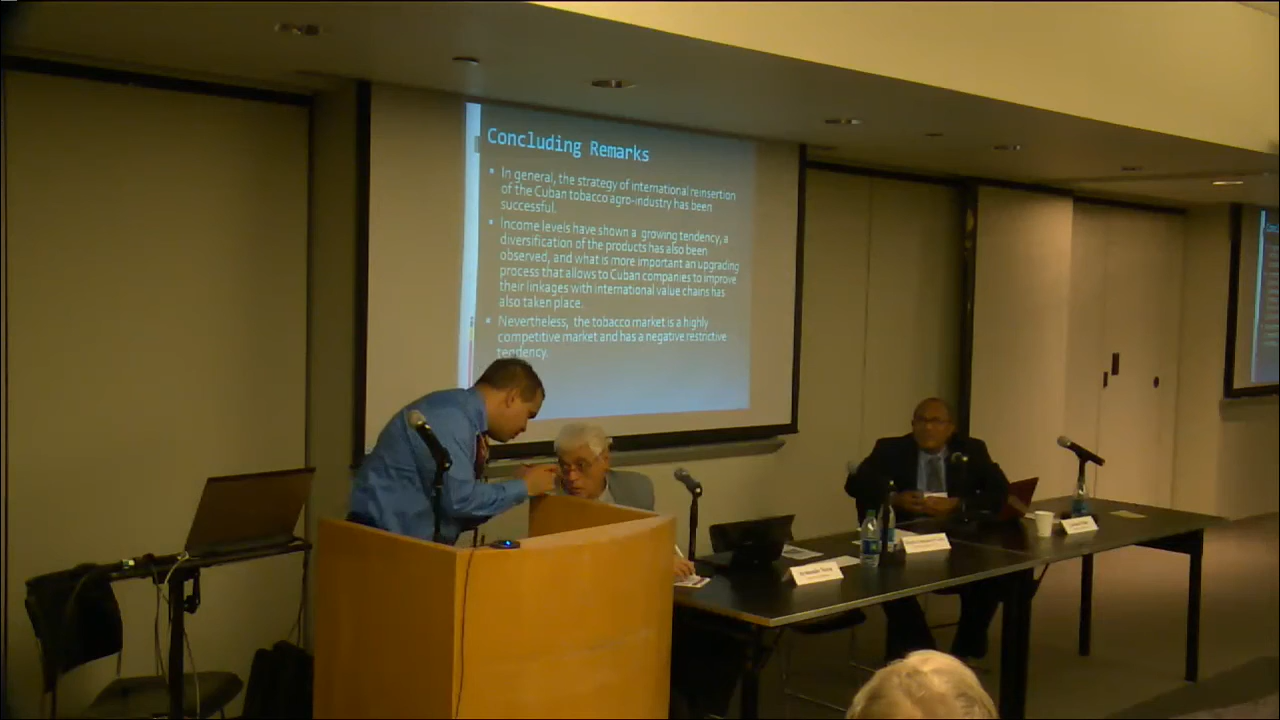 Concluding Remarks
In general, the strategy of international reinsertion
of the Cuban tobacco agro-industry has been
successful.
Income levels have shown a growing tendency, a
diversification of the products has also been
observed, and what is more important an upgrading
process that allows to Cuban companies to improve
their linkages with international value chains has
also taken place.
Nevertheless, the tobacco market is a highly
competitive market and has a negative restrictive
tendency.